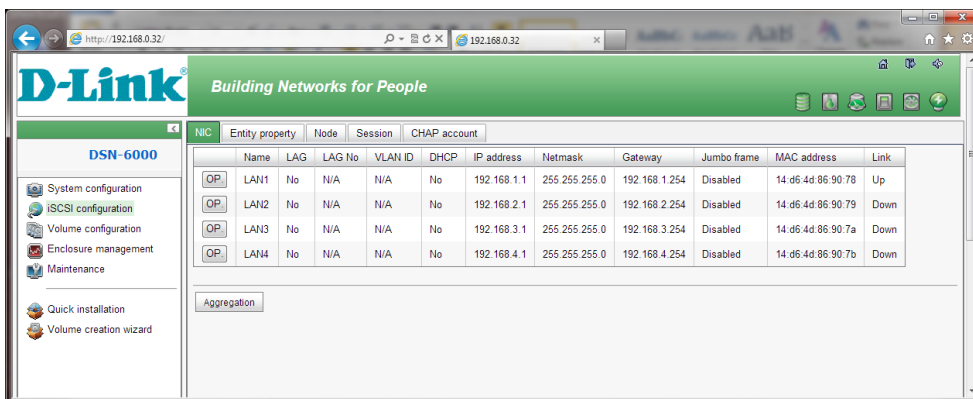 http://192.168.0.32/
192.168.0.32
D-Link®
Building Networks for People
DSN-6000
System configuration
iSCSI configuration
Volume configuration
Enclosure management
Maintenance
Quick installation
Volume creation wizard
NIC Entity property Node Session CHAP account
Name LAG LAG No VLAN ID DHCP IP address Netmask Gateway Jumbo frame MAC address Link
OP. LAN1 No N/A N/A No 192.168.1.1 255.255.255.0 192.168.1.254 Disabled 14:d6:4d:86:90:78 Up
OP. LAN2 No N/A N/A No 192.168.2.1 255.255.255.0 192.168.2.254 Disabled 14:d6:4d:86:90:79 Down
OP. LAN3 No N/A N/A No 192.168.3.1 255.255.255.0 192.168.3.254 Disabled 14:d6:4d:86:90:7a Down
OP. LAN4 No N/A N/A No 192.168.4.1 255.255.255.0 192.168.4.254 Disabled 14:d6:4d:86:90:7b Down
Aggregation